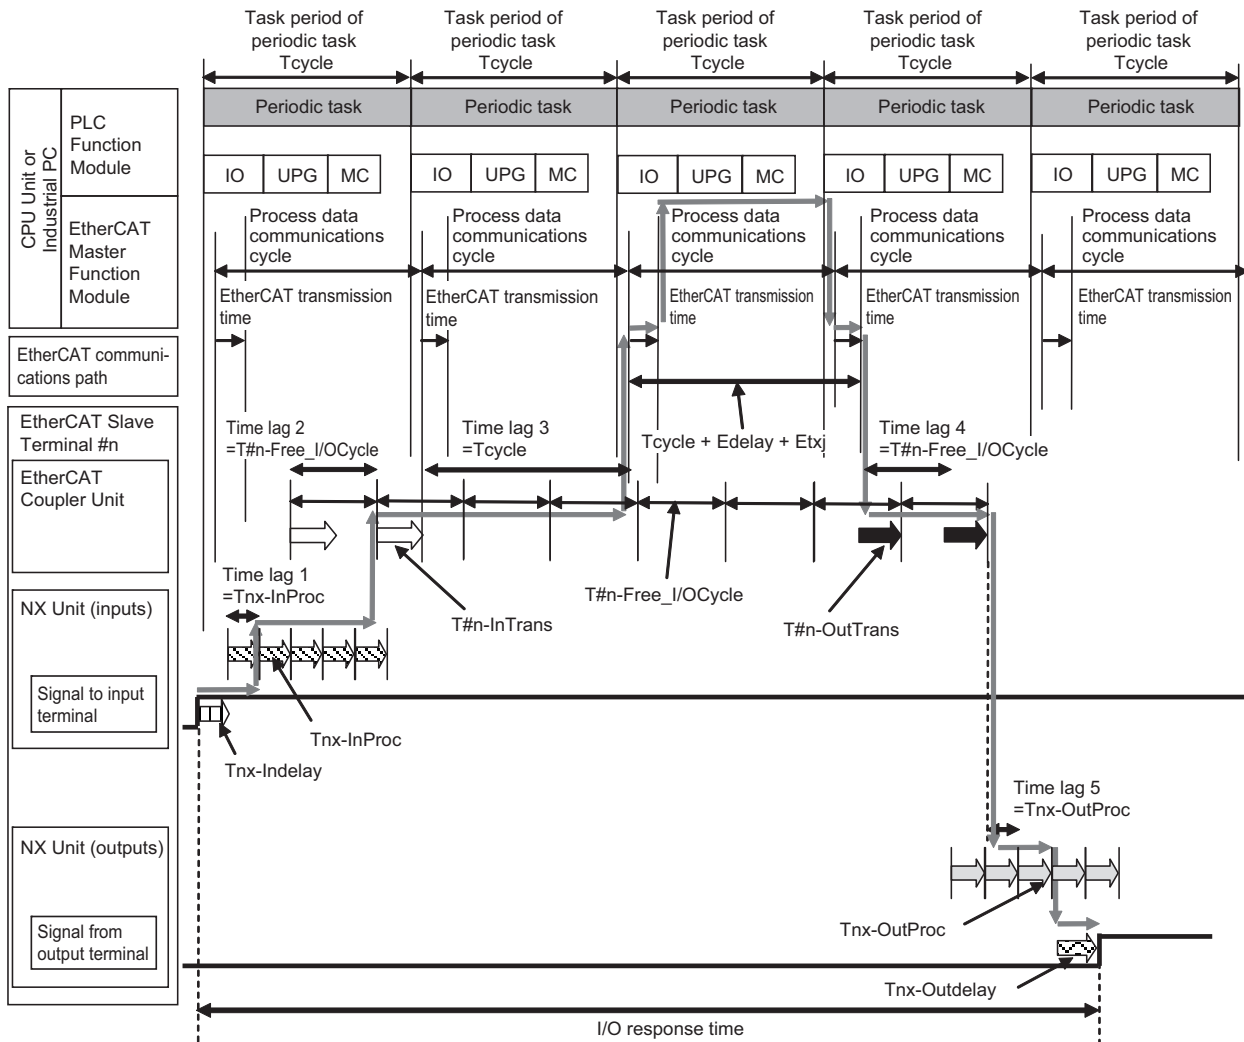 Task period of
periodic task
Tcycle
Task period of
periodic task
Tcycle
Task period of
periodic task
Tcycle
Task period of
periodic task
Tcycle
Task period of
periodic task
Tcycle
CPU Unit or
Industrial PC
PLC
Function
Module
Periodic task
Periodic task
Periodic task
Periodic task
Periodic task
IO UPG MC
IO UPG MC
IO UPG MC
IO UPG MC
IO UPG MC
EtherCAT
Master
Function
Module
Process data
communications
cycle
Process data
communications
cycle
Process data
communications
cycle
Process data
communications
cycle
Process data
communications
cycle
EtherCAT transmission
time
EtherCAT transmission
time
EtherCAT transmission
time
EtherCAT transmission
time
EtherCAT transmission
time
EtherCAT communi-
cations path
EtherCAT Slave
Terminal #n
Time lag 2
=T#n-Free_I/OCycle
Time lag 3
=Tcycle
Tcycle + Edelay + Etxj
Time lag 4
=T#n-Free_I/OCycle
EtherCAT
Coupler Unit
Time lag 1
=Tnx-InProc
T#n-InTrans
T#n-Free_I/OCycle
T#n-OutTrans
NX Unit (inputs)
Signal to input
terminal
Tnx-InProc
Tnx-Indelay
Time lag 5
=Tnx-OutProc
NX Unit (outputs)
Tnx-OutProc
Signal from
output terminal
Tnx-Outdelay
I/O response time